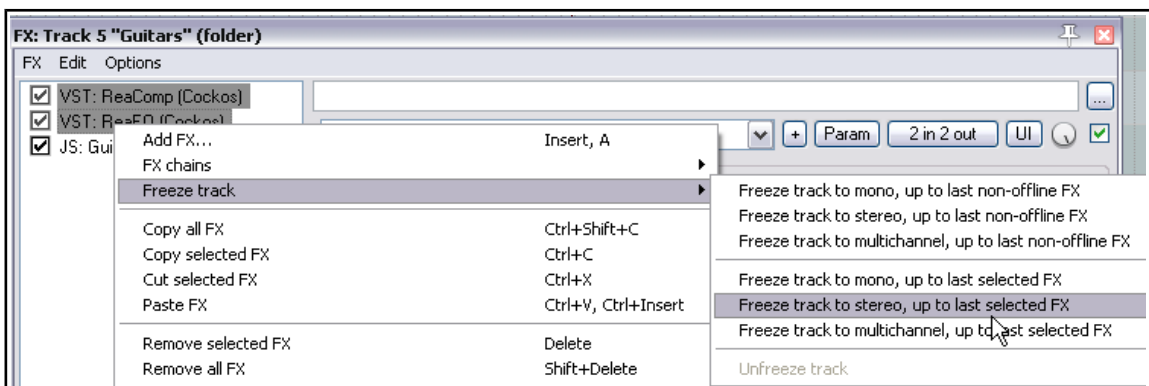 FX: Track 5 "Guitars" (folder)
FX Edit Options
VST: ReaComp (Cockos)
...
VST: ReaEQ (Cockos)
+ Param 2 in 2 out UI
JS: Gui
Add FX... Insert, A
FX chains
Freeze track
Freeze track to mono, up to last non-offline FX
Freeze track to stereo, up to last non-offline FX
Freeze track to multichannel, up to last non-offline FX
Copy all FX Ctrl+Shift+C
Copy selected FX Ctrl+C
Cut selected FX Ctrl+X
Paste FX Ctrl+V, Ctrl+Insert
Freeze track to mono, up to last selected FX
Freeze track to stereo, up to last selected FX
Freeze track to multichannel, up to last selected FX
Remove selected FX Delete
Remove all FX Shift+Delete
Unfreeze track